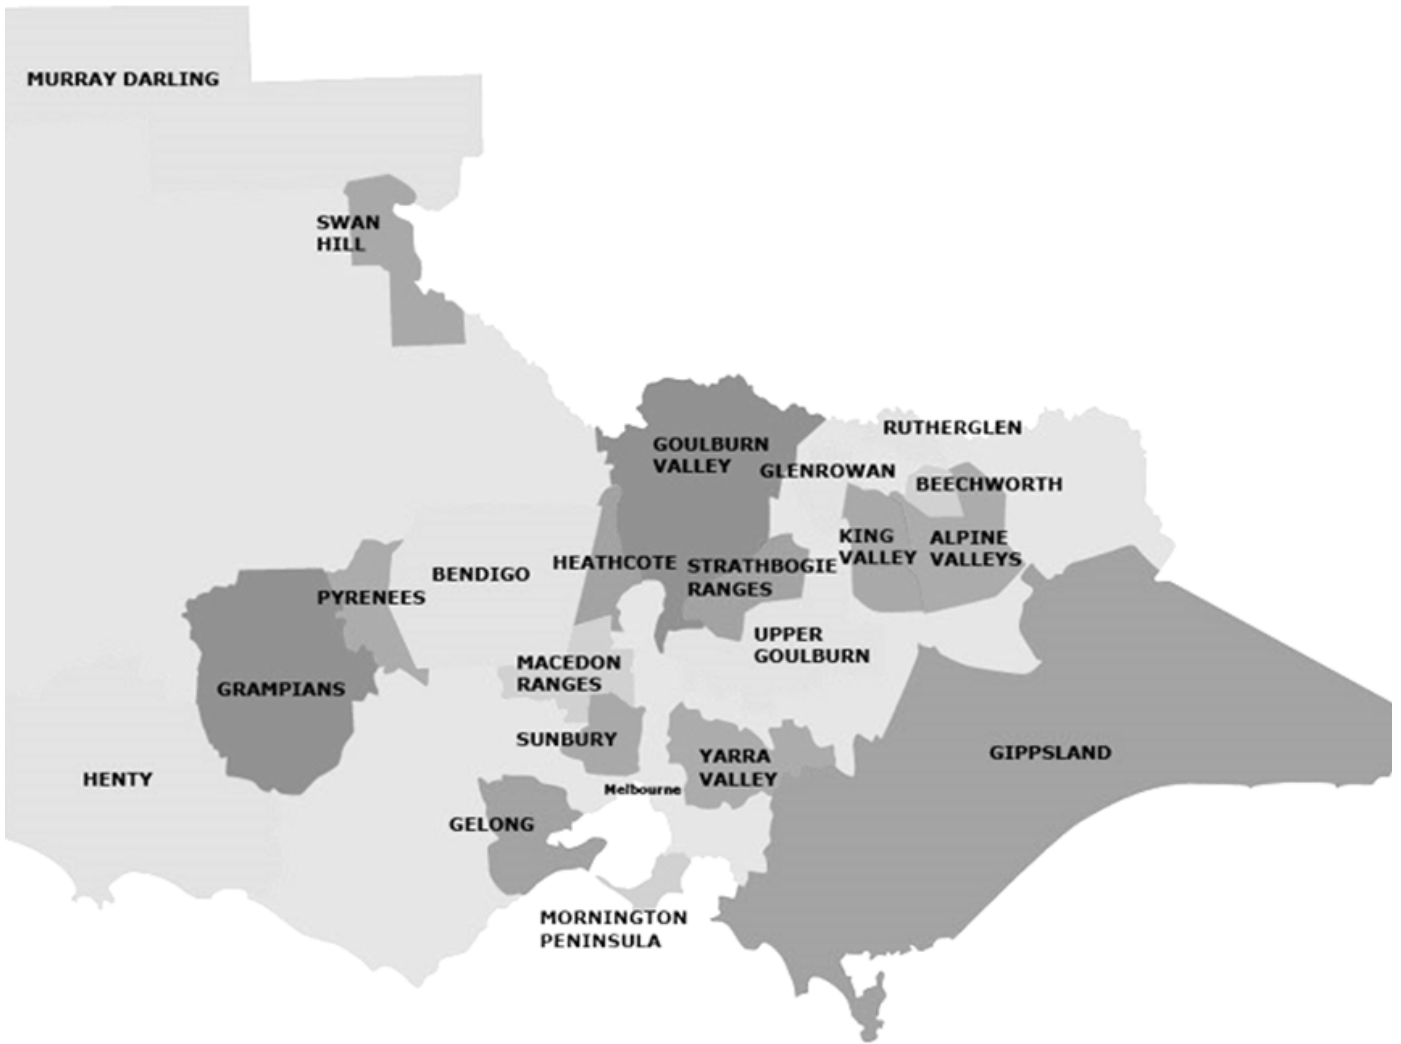 MURRAY DARLING
SWAN
HILL
RUTHERGLEN
GOULBURN
VALLEY
GLENROWAN
BEECHWORTH
KING
VALLEY
ALPINE
VALLEYS
HEATHCOTE
STRATHBOGIE
RANGES
BENDIGO
PYRENEES
UPPER
GOULBURN
MACEDON
RANGES
GRAMPIANS
SUNBURY
YARRA
VALLEY
GIPPSLAND
HENTY
Melbourne
GELONG
MORNINGTON
PENINSULA